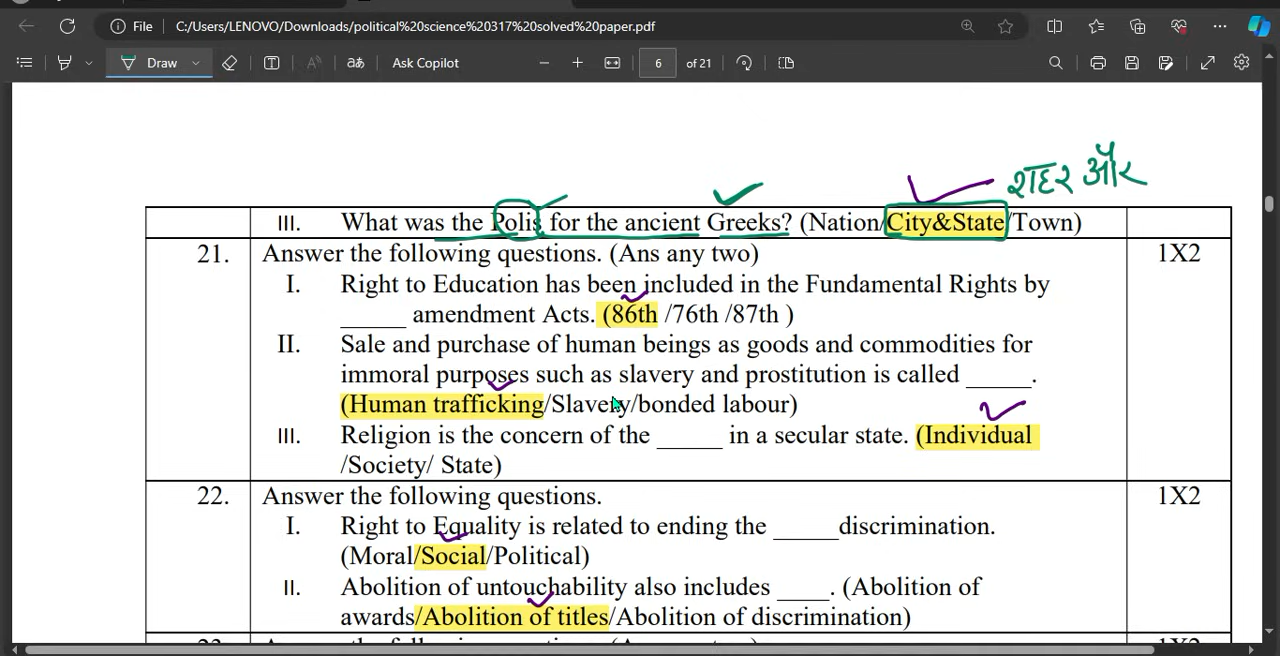 File C:/Users/LENOVO/Downloads/political%20science%20317%20solved%20paper.pdf
Draw aあ Ask Copilot 6 of 21
शहर और
III. What was the Polis for the ancient Greeks? (Nation/City&State/Town)
21. Answer the following questions. (Ans any two) 1X2
I. Right to Education has been included in the Fundamental Rights by
_____ amendment Acts. (86th /76th /87th )
II. Sale and purchase of human beings as goods and commodities for
immoral purposes such as slavery and prostitution is called _____.
(Human trafficking/Slavery/bonded labour)
III. Religion is the concern of the _____ in a secular state. (Individual
/Society/ State)
22. Answer the following questions. 1X2
I. Right to Equality is related to ending the _____discrimination.
(Moral/Social/Political)
II. Abolition of untouchability also includes ____. (Abolition of
awards/Abolition of titles/Abolition of discrimination)